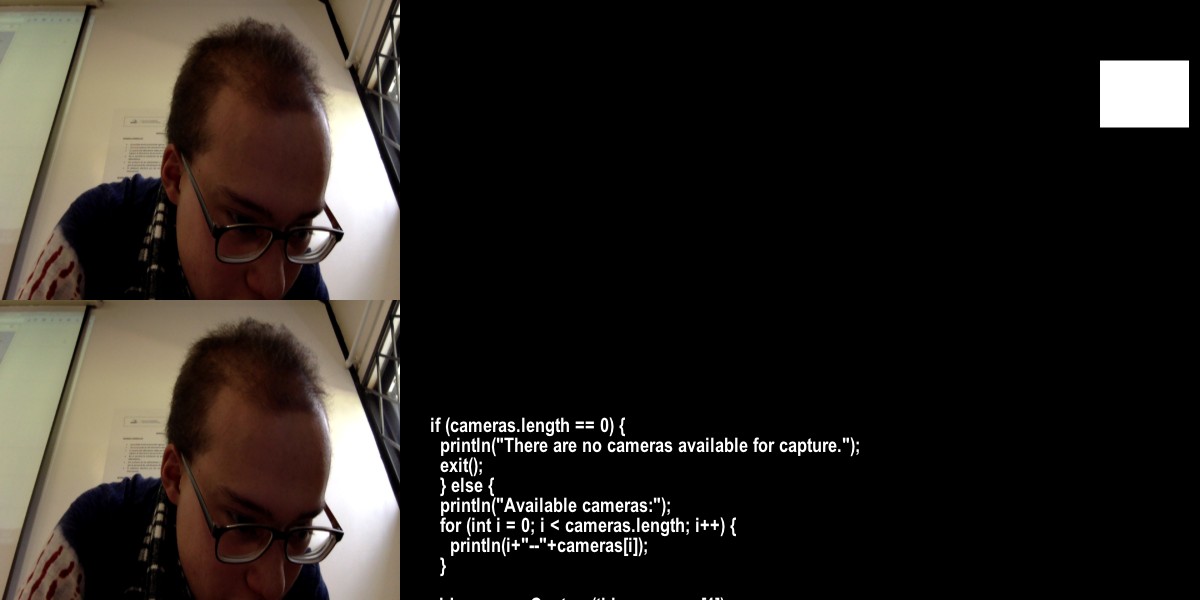 if (cameras.length == 0) {
println("There are no cameras available for capture.");
exit();
} else {
println("Available cameras:");
for (int i = 0; i < cameras.length; i++) {
println(i+"--"+cameras[i]);
}